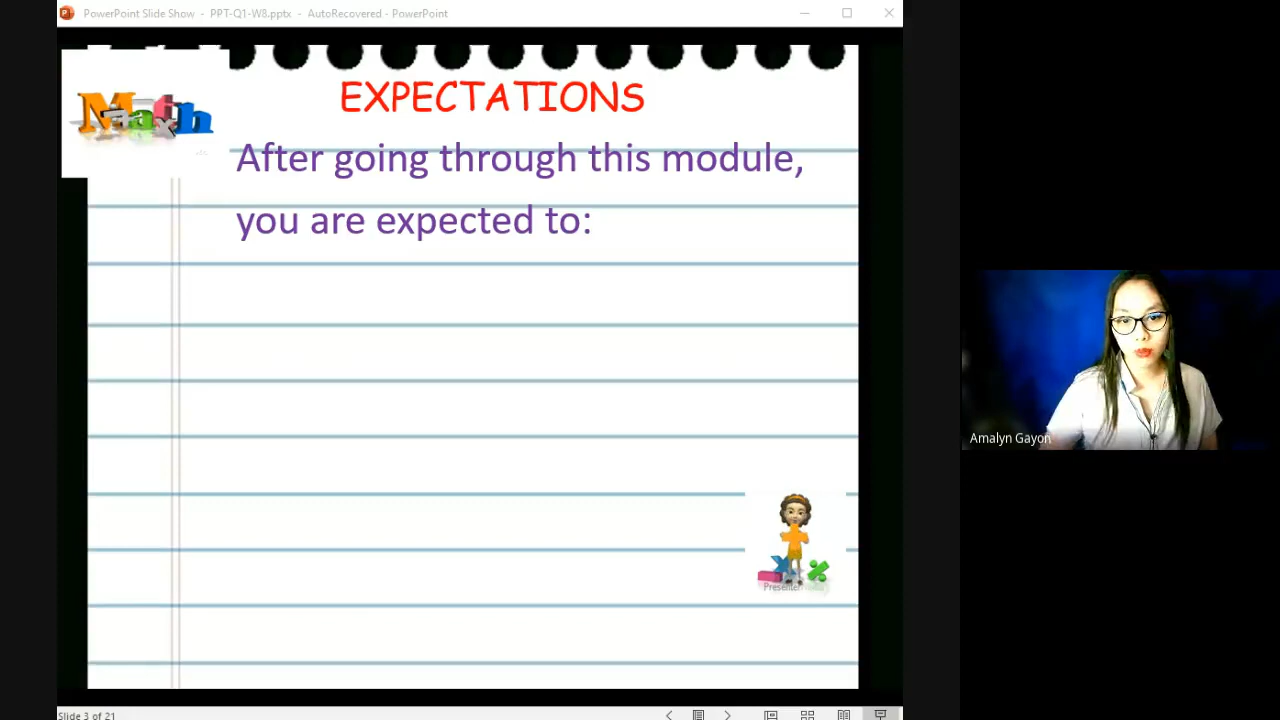 PowerPoint Slide Show - PPT-Q1-W8.pptx - AutoRecovered - PowerPoint
Math
EXPECTATIONS
After going through this module,
you are expected to:
Amalyn Gayon
Presenter
Slide 3 of 21